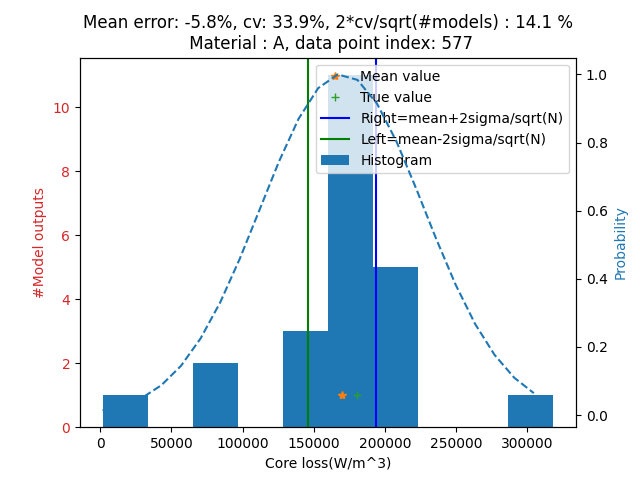 Mean error: -5.8%, cv: 33.9%, 2*cv/sqrt(#models) : 14.1 %
Material : A, data point index: 577
Mean value
True value
Right=mean+2sigma/sqrt(N)
Left=mean-2sigma/sqrt(N)
Histogram
#Model outputs
10
8
6
4
2
0
1.0
0.8
0.6
0.4
0.2
0.0
Probability
0 50000 100000 150000 200000 250000 300000
Core loss(W/m^3)